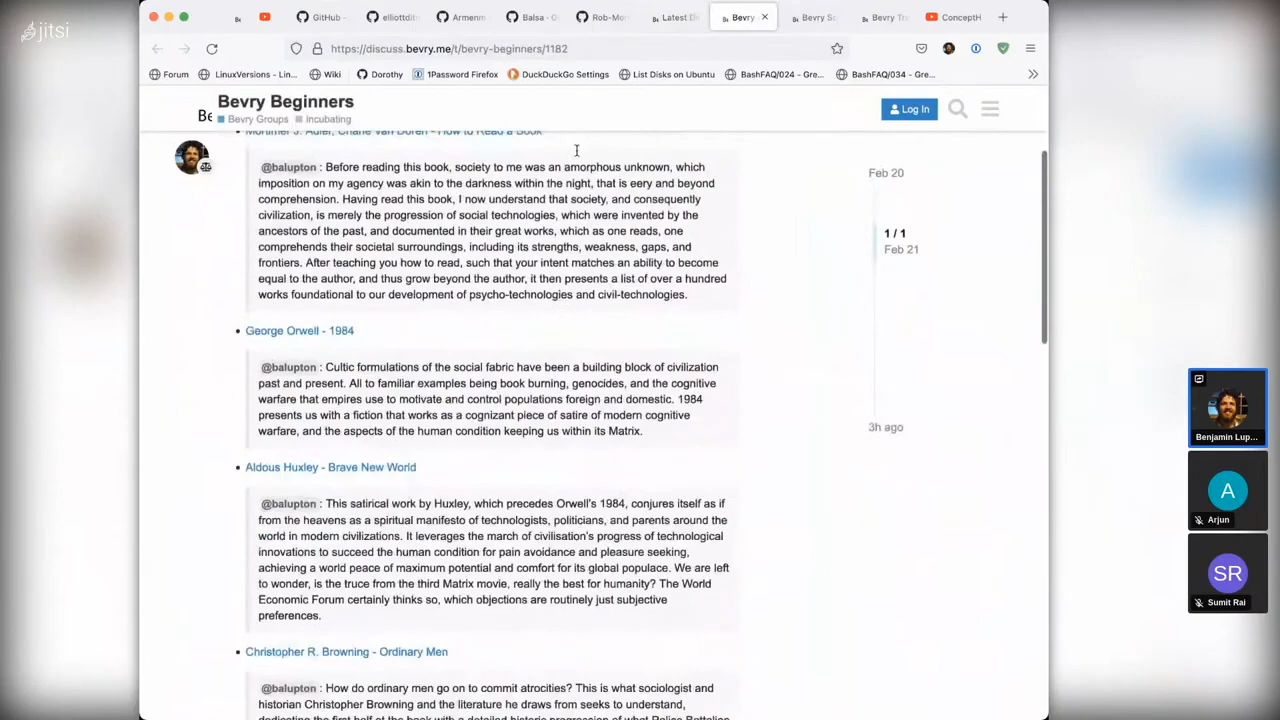 jitsi
GitHub -
elliottdit
Armenm
Balsa - O
Rob-Mor
Latest Di
Bevry
Bevry So
Bevry Tr
ConceptH
https://discuss.bevry.me/t/bevry-beginners/1182
Forum
LinuxVersions - Lin...
Wiki
Dorothy
1Password Firefox
DuckDuckGo Settings
List Disks on Ubuntu
BashFAQ/024 - Gre...
BashFAQ/034 - Gre...
Bevry Beginners
Bevry Groups
incubating
Log In
Mortimer J. Adler, Charle Van Doren - How to Read a Book
@balupton : Before reading this book, society to me was an amorphous unknown, which
imposition on my agency was akin to the darkness within the night, that is eery and beyond
comprehension. Having read this book, I now understand that society, and consequently
civilization, is merely the progression of social technologies, which were invented by the
ancestors of the past, and documented in their great works, which as one reads, one
comprehends their societal surroundings, including its strengths, weakness, gaps, and
frontiers. After teaching you how to read, such that your intent matches an ability to become
equal to the author, and thus grow beyond the author, it then presents a list of over a hundred
works foundational to our development of psycho-technologies and civil-technologies.
George Orwell - 1984
@balupton : Cultic formulations of the social fabric have been a building block of civilization
past and present. All to familiar examples being book burning, genocides, and the cognitive
warfare that empires use to motivate and control populations foreign and domestic. 1984
presents us with a fiction that works as a cognizant piece of satire of modern cognitive
warfare, and the aspects of the human condition keeping us within its Matrix.
Aldous Huxley - Brave New World
@balupton : This satirical work by Huxley, which precedes Orwell's 1984, conjures itself as if
from the heavens as a spiritual manifesto of technologists, politicians, and parents around the
world in modern civilizations. It leverages the march of civilisation's progress of technological
innovations to succeed the human condition for pain avoidance and pleasure seeking,
achieving a world peace of maximum potential and comfort for its global populace. We are left
to wonder, is the truce from the third Matrix movie, really the best for humanity? The World
Economic Forum certainly thinks so, which objections are routinely just subjective
preferences.
Christopher R. Browning - Ordinary Men
@balupton : How do ordinary men go on to commit atrocities? This is what sociologist and
historian Christopher Browning and the literature he draws from seeks to understand,
Feb 20
1 / 1
Feb 21
3h ago
Benjamin Lup...
A
Arjun
SR
Sumit Rai